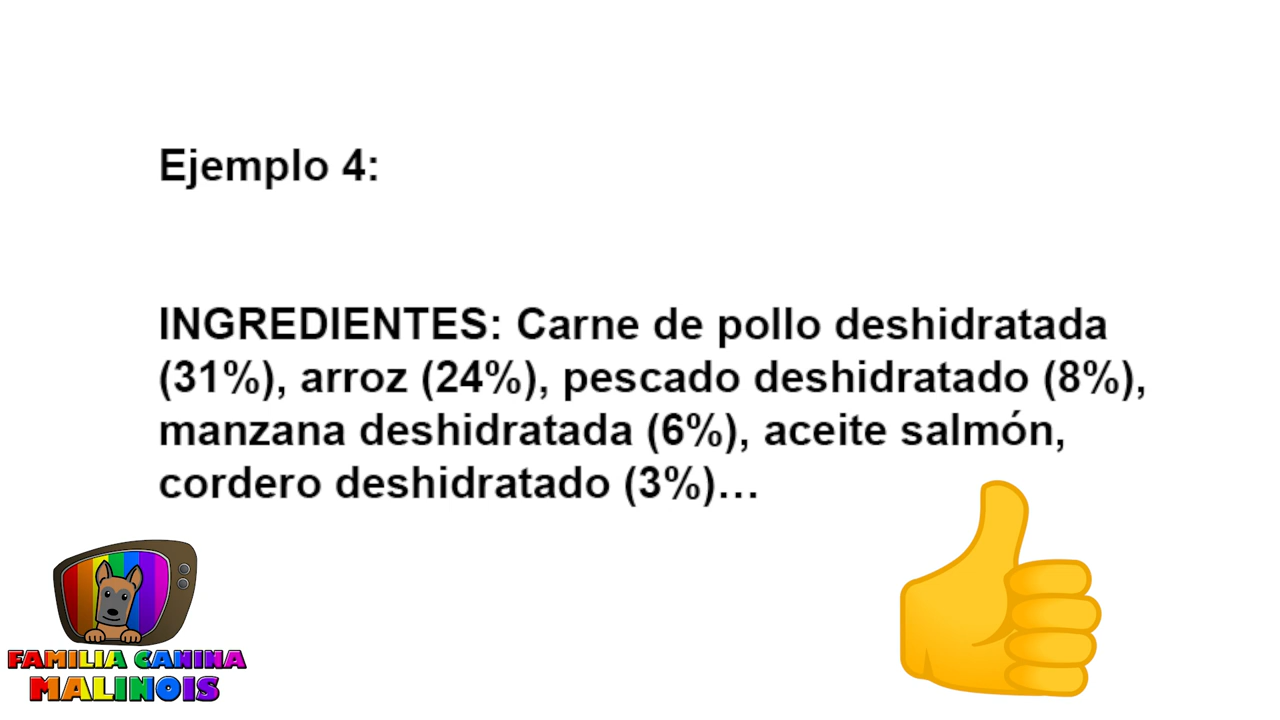 Ejemplo 4:
INGREDIENTES: Carne de pollo deshidratada
(31%), arroz (24%), pescado deshidratado (8%),
manzana deshidratada (6%), aceite salmón,
cordero deshidratado (3%)...
FAMILIA CANINA
MALINOIS